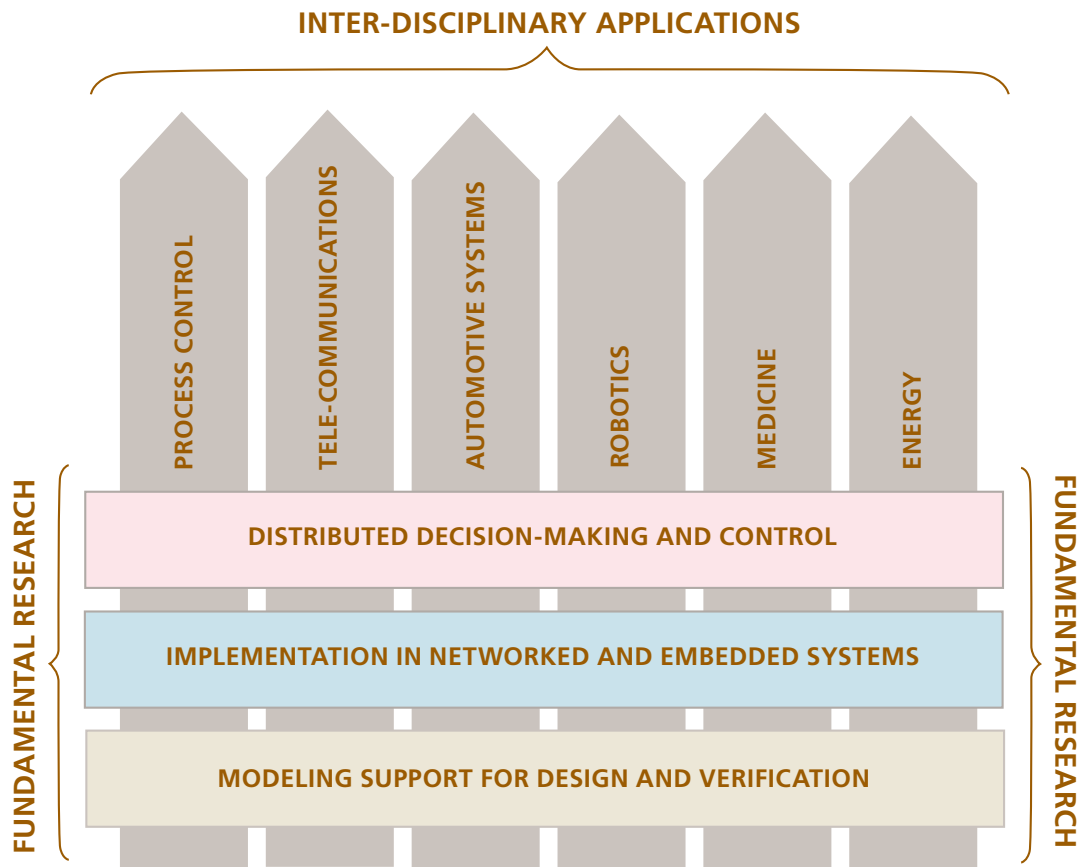 INTER-DISCIPLINARY APPLICATIONS
PROCESS CONTROL
TELE-COMMUNICATIONS
AUTOMOTIVE SYSTEMS
ROBOTICS
MEDICINE
ENERGY
FUNDAMENTAL RESEARCH
DISTRIBUTED DECISION-MAKING AND CONTROL
IMPLEMENTATION IN NETWORKED AND EMBEDDED SYSTEMS
MODELING SUPPORT FOR DESIGN AND VERIFICATION
FUNDAMENTAL RESEARCH